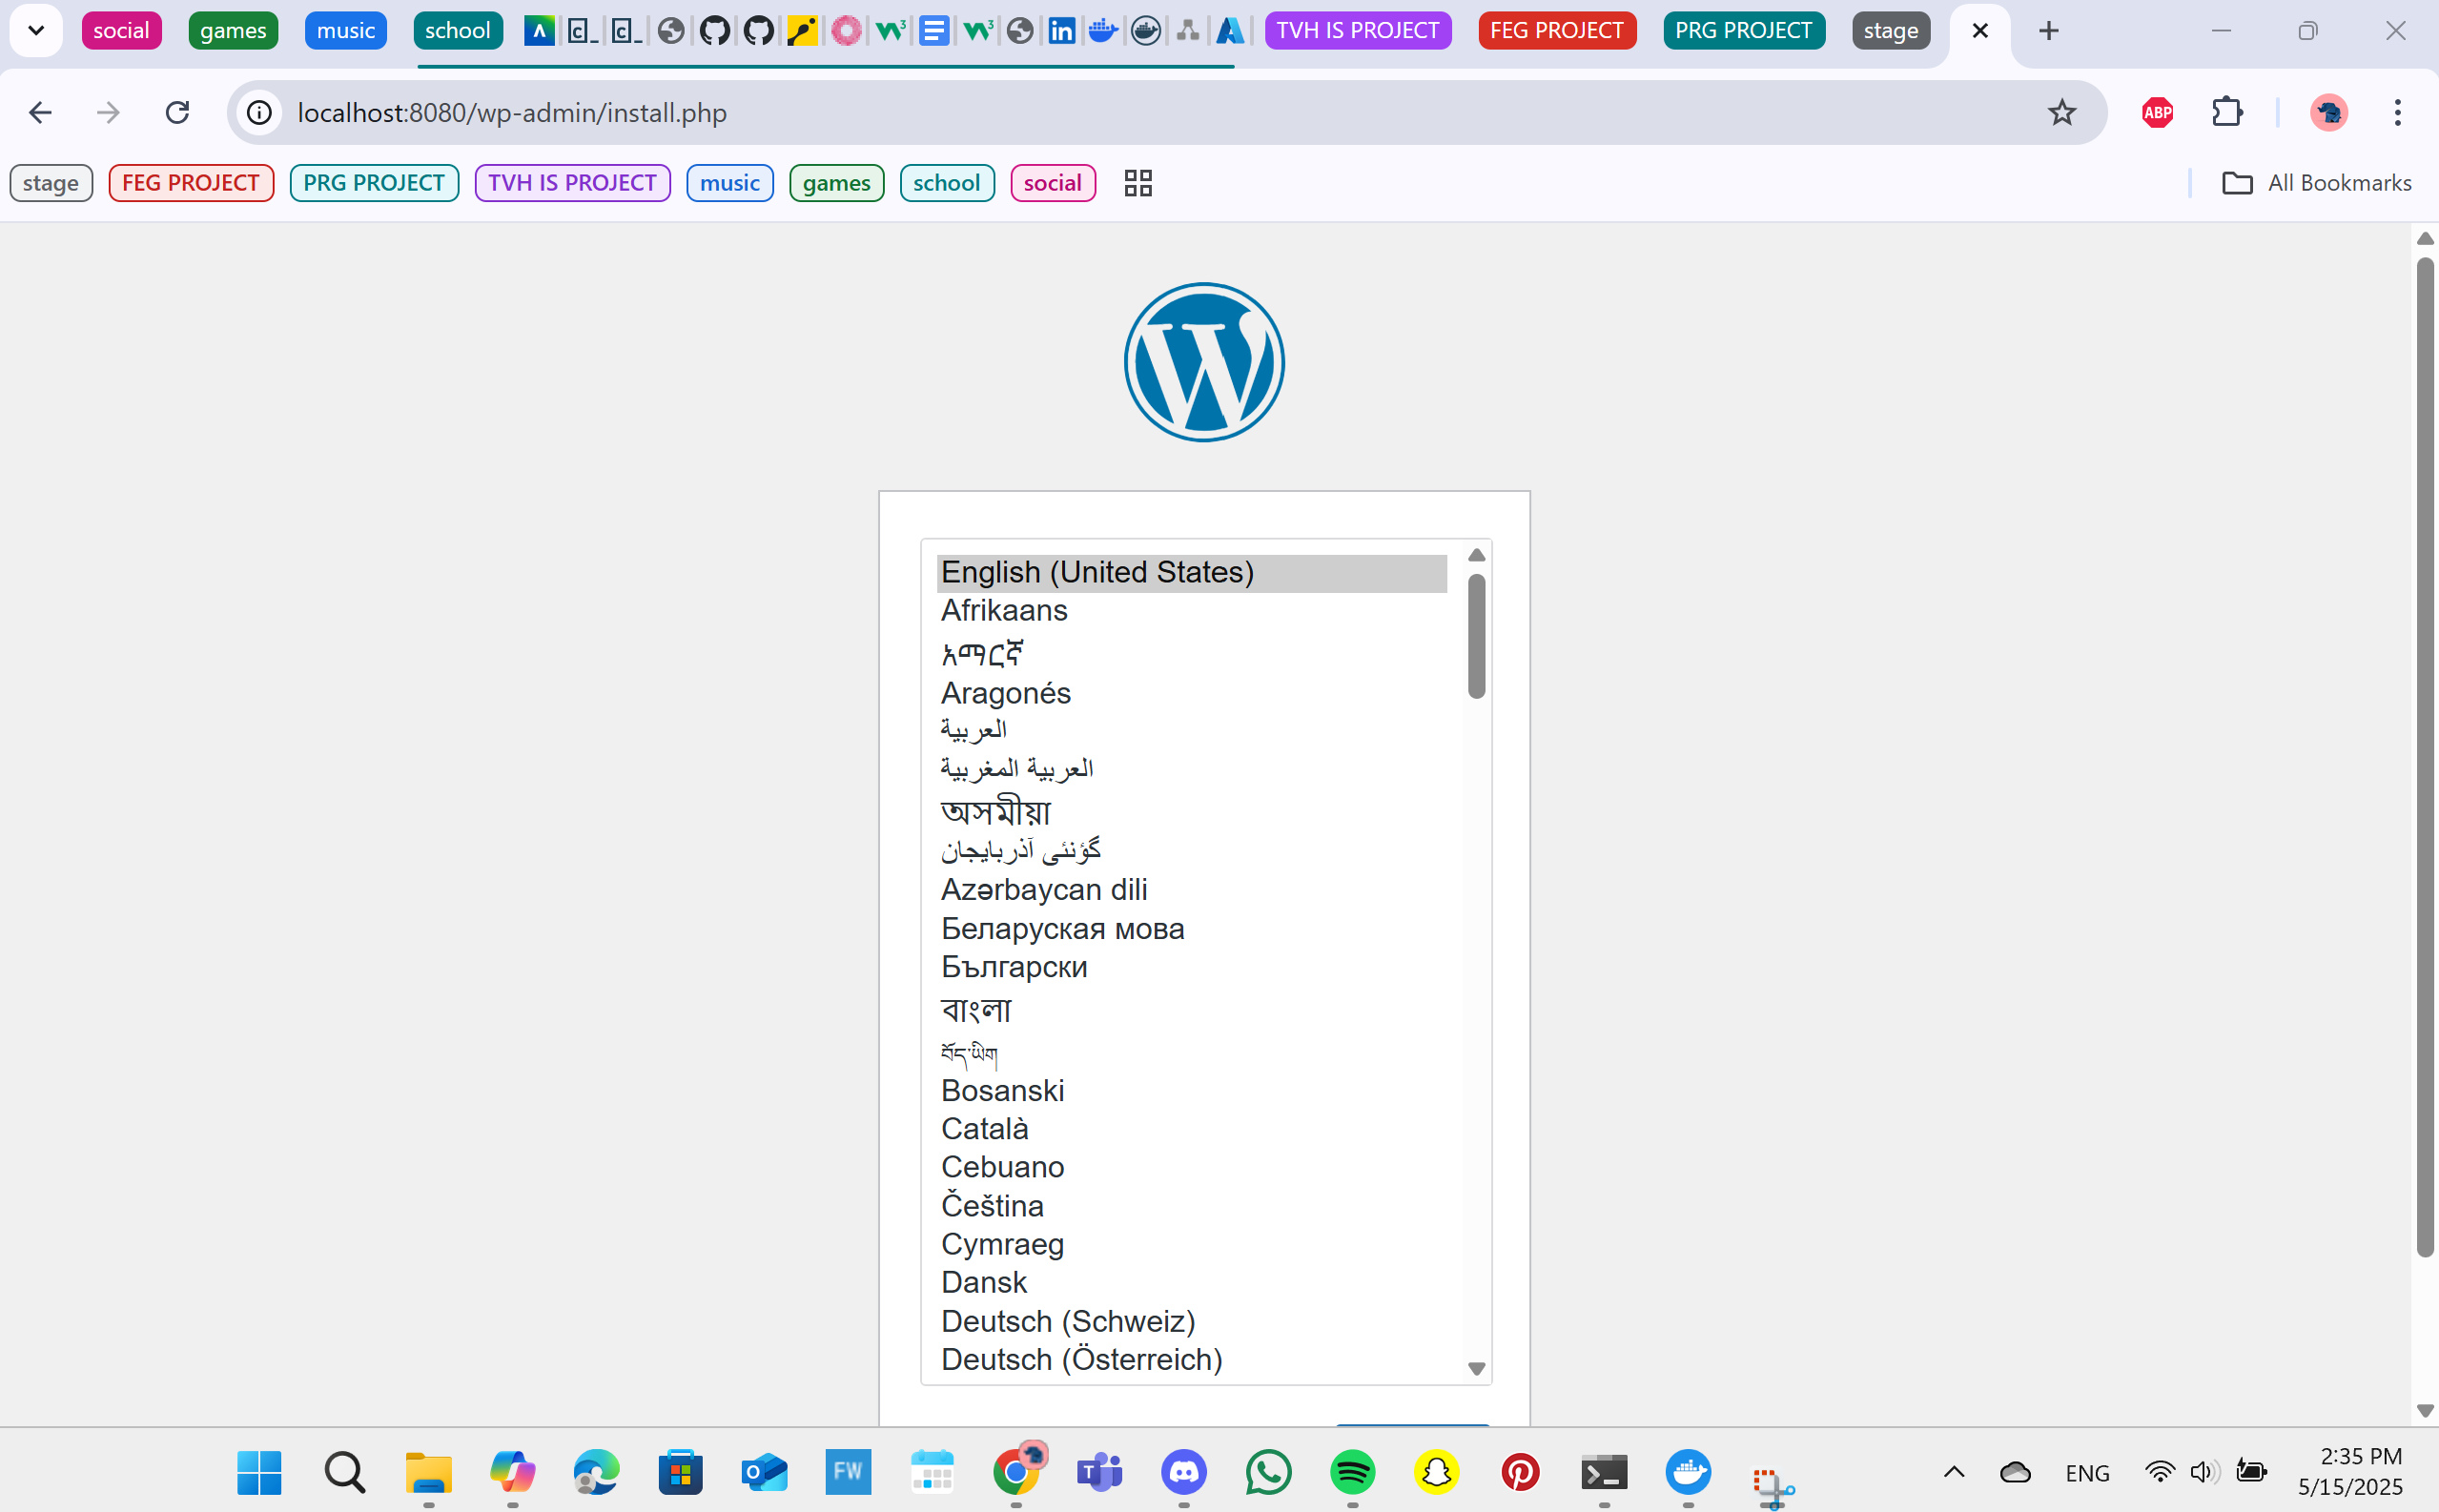 social games music school TVH IS PROJECT FEG PROJECT PRG PROJECT stage
localhost:8080/wp-admin/install.php
ABP
stage FEG PROJECT PRG PROJECT TVH IS PROJECT music games school social All Bookmarks
English (United States)
Afrikaans
አማርኛ
Aragonés
العربية
العربية المغربية
অসমীয়া
گؤنئی آذربایجان
Azərbaycan dili
Беларуская мова
Български
বাংলা
བོད་ཡིག
Bosanski
Català
Cebuano
Čeština
Cymraeg
Dansk
Deutsch (Schweiz)
Deutsch (Österreich)
FW
ENG
2:35 PM
5/15/2025